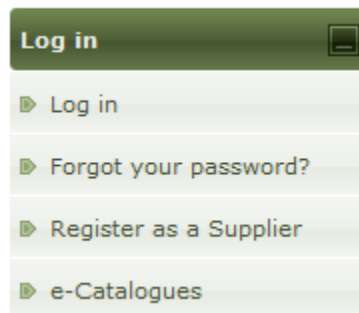 Log in
Log in
Forgot your password?
Register as a Supplier
e-Catalogues